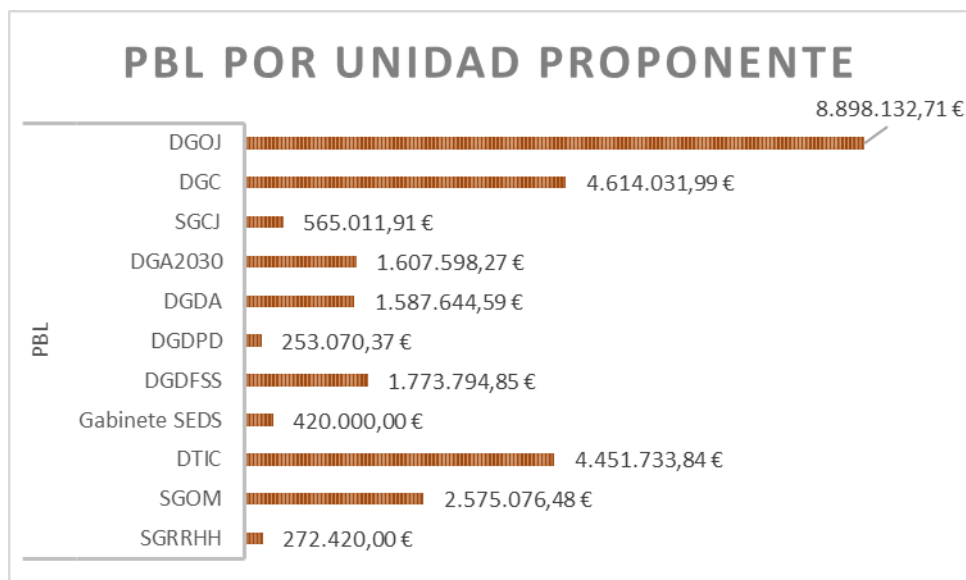 PBL POR UNIDAD PROPONENTE
8.898.132,71 €
DGOJ
DGC 4.614.031,99 €
SGCJ 565.011,91 €
DGA2030 1.607.598,27 €
DGDA 1.587.644,59 €
DGDPD 253.070,37 €
PBL
DGDFSS 1.773.794,85 €
Gabinete SEDS 420.000,00 €
DTIC 4.451.733,84 €
SGOM 2.575.076,48 €
SGRRHH 272.420,00 €